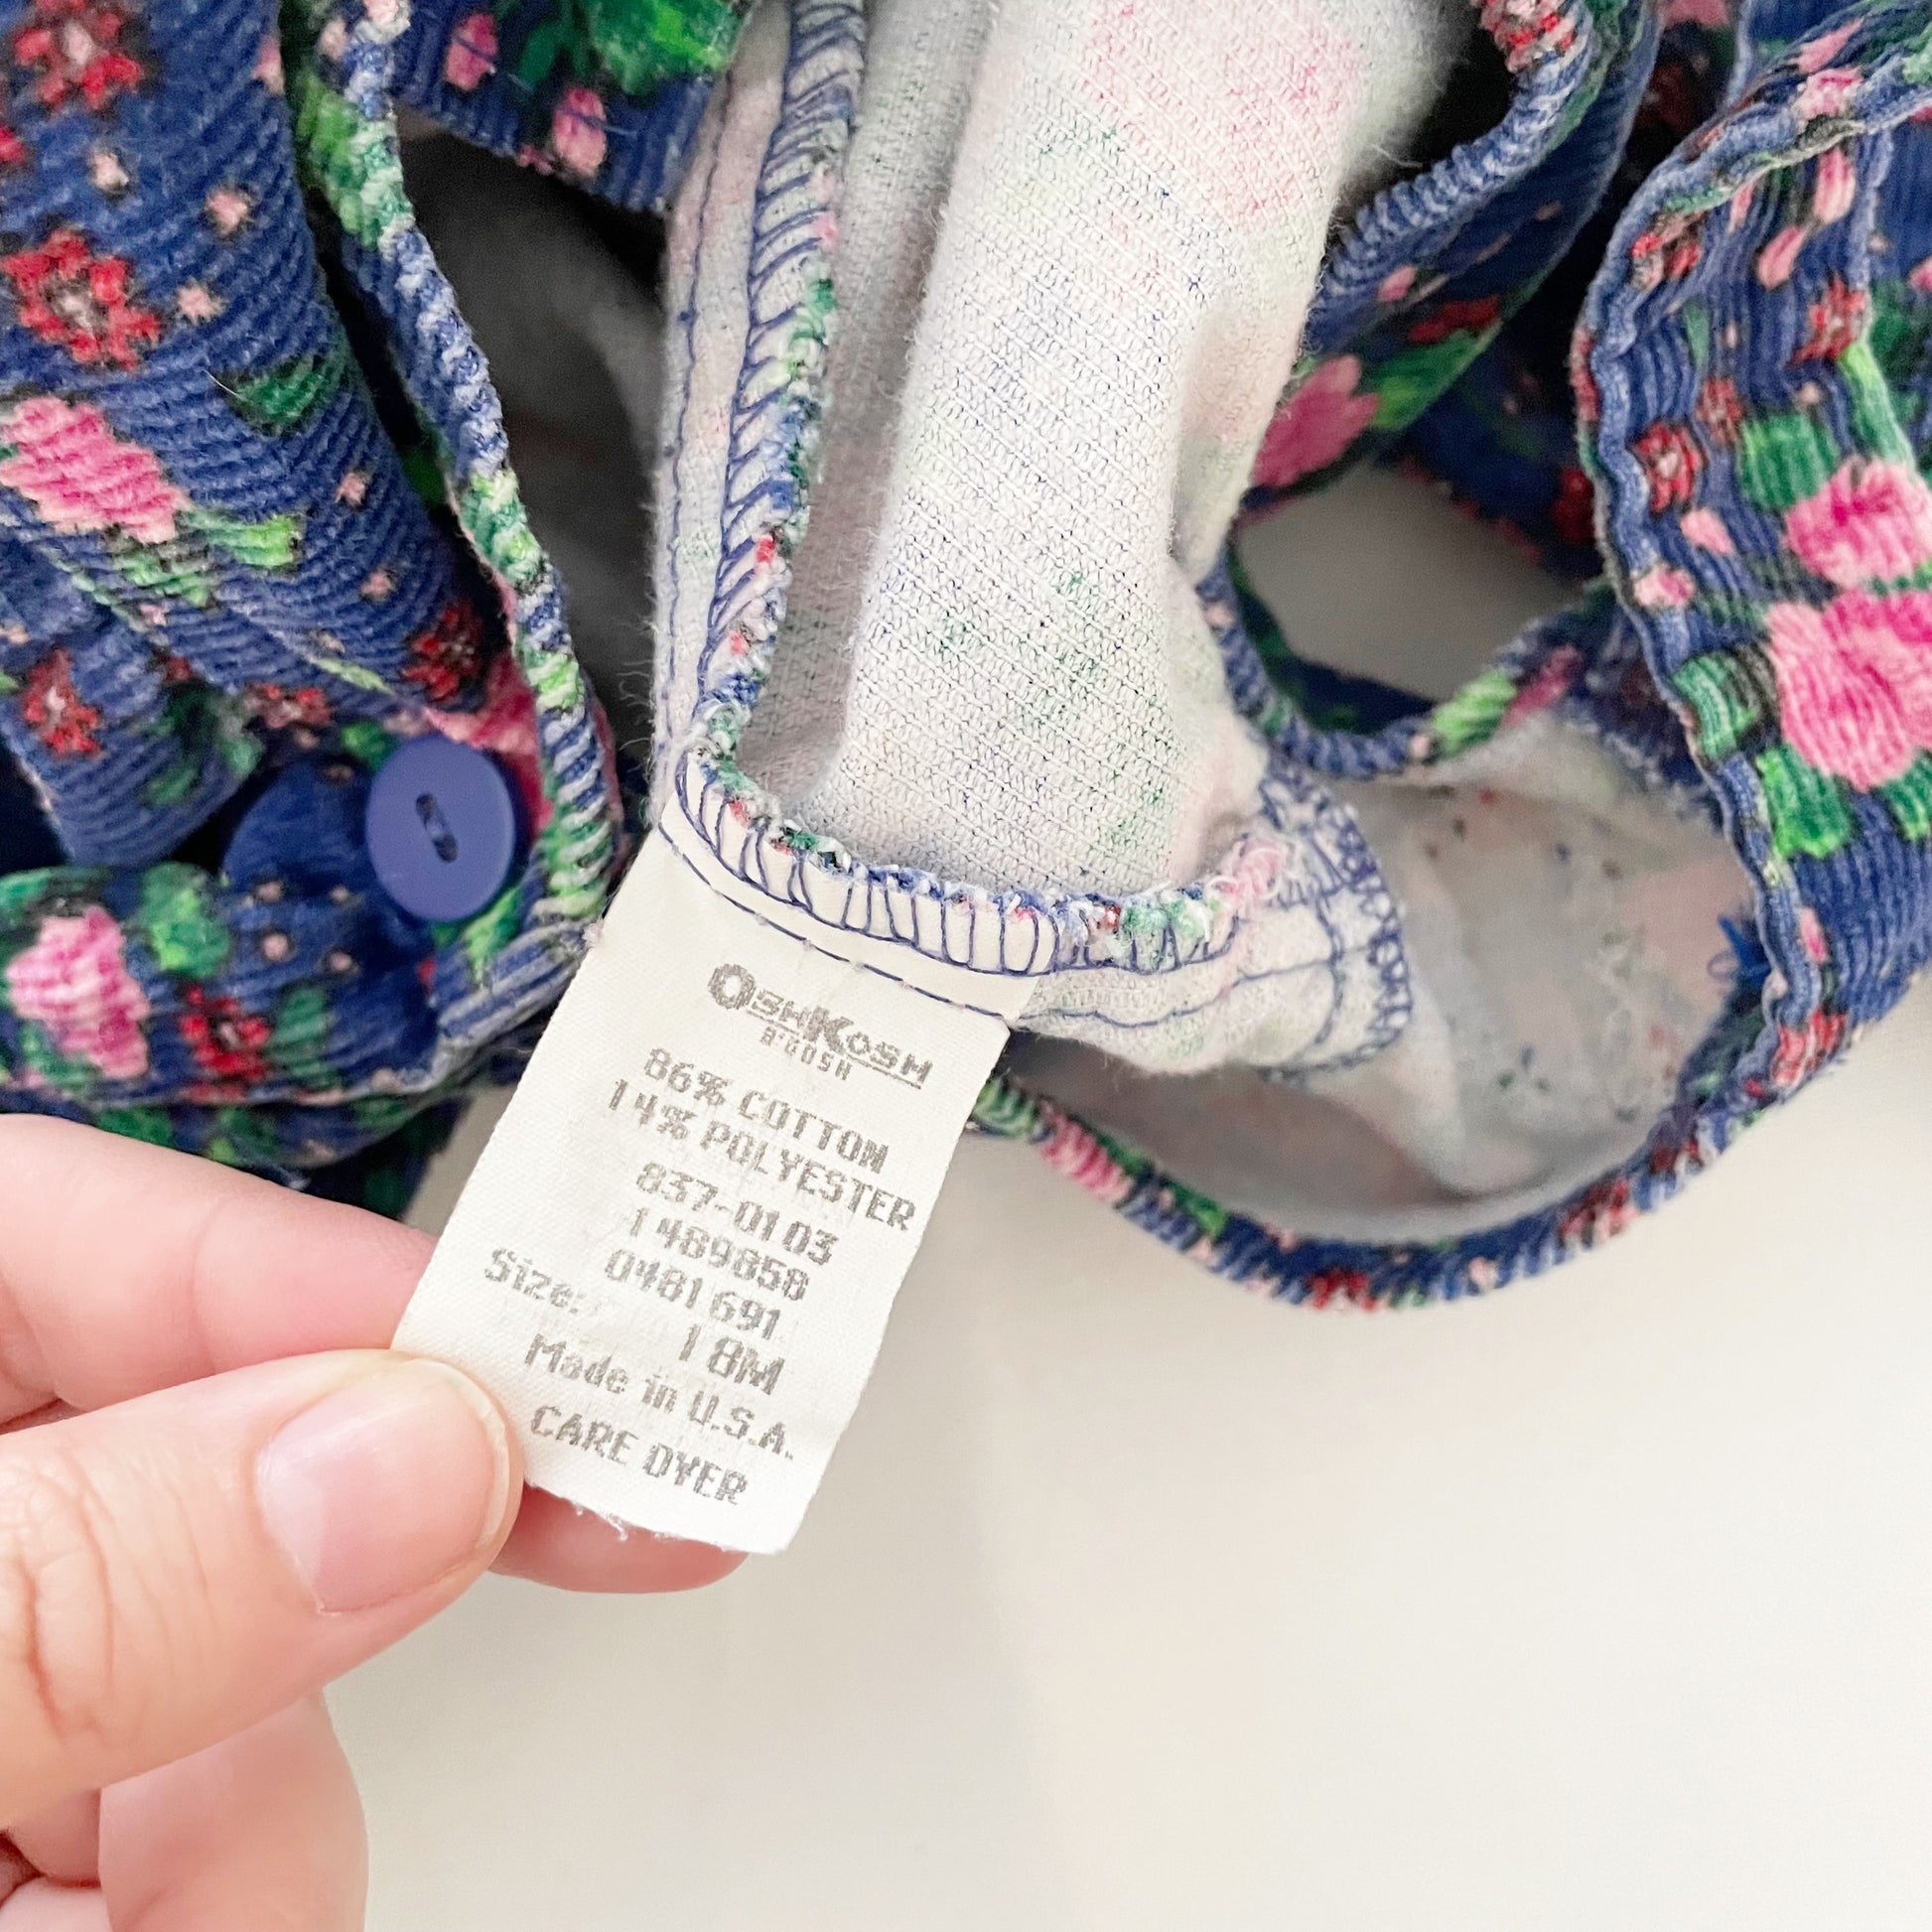 OSHKOSH
B'GOSH
86% COTTON
14% POLYESTER
837-0103
1489858
0481691
Size:
18M
Made in U.S.A.
CARE OVER